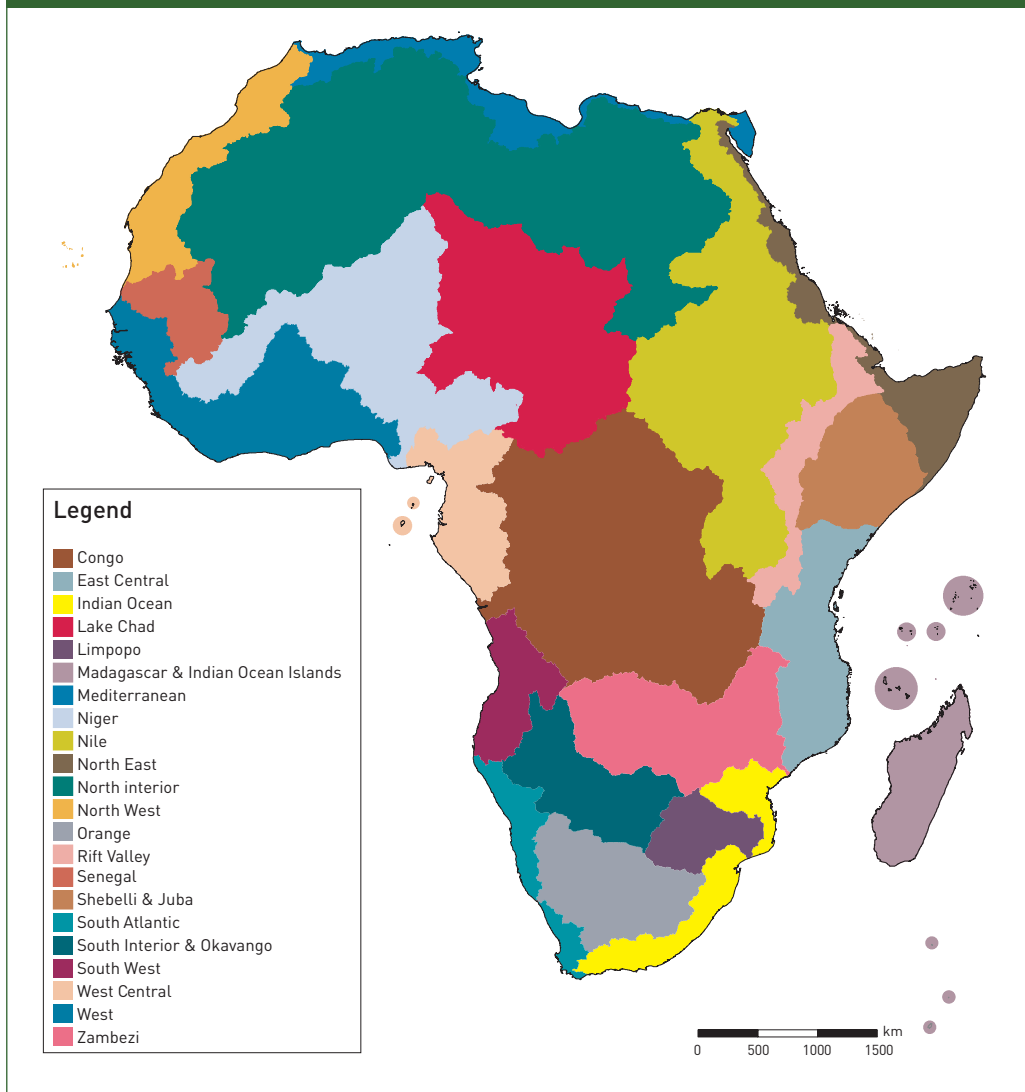 Legend
Congo
East Central
Indian Ocean
Lake Chad
Limpopo
Madagascar & Indian Ocean Islands
Mediterranean
Niger
Nile
North East
North interior
North West
Orange
Rift Valley
Senegal
Shebelli & Juba
South Atlantic
South Interior & Okavango
South West
West Central
West
Zambezi
km
0 500 1000 1500